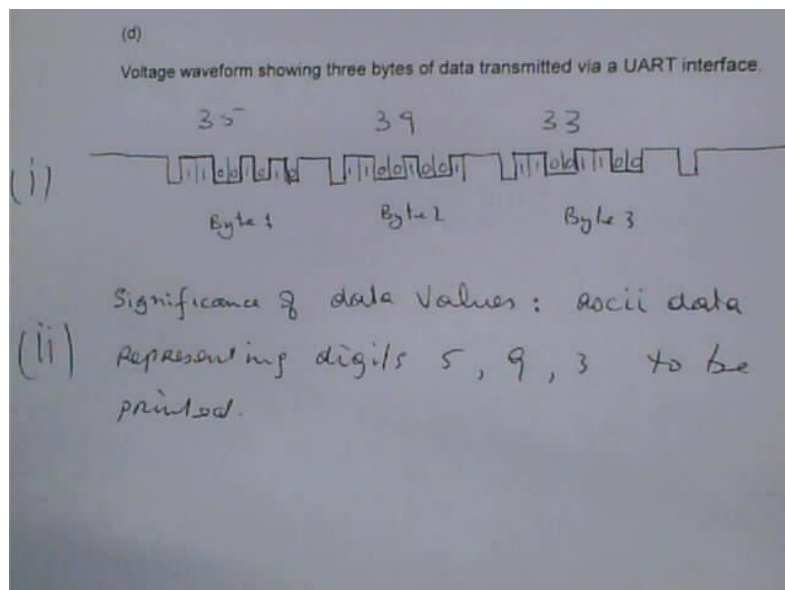 (d)
Voltage waveform showing three bytes of data transmitted via a UART interface.
35 39 33
(i)
Byte 1 Byte 2 Byte 3
Significance of data values: ascii data
(ii) representing digits 5, 9, 3 to be
printed.